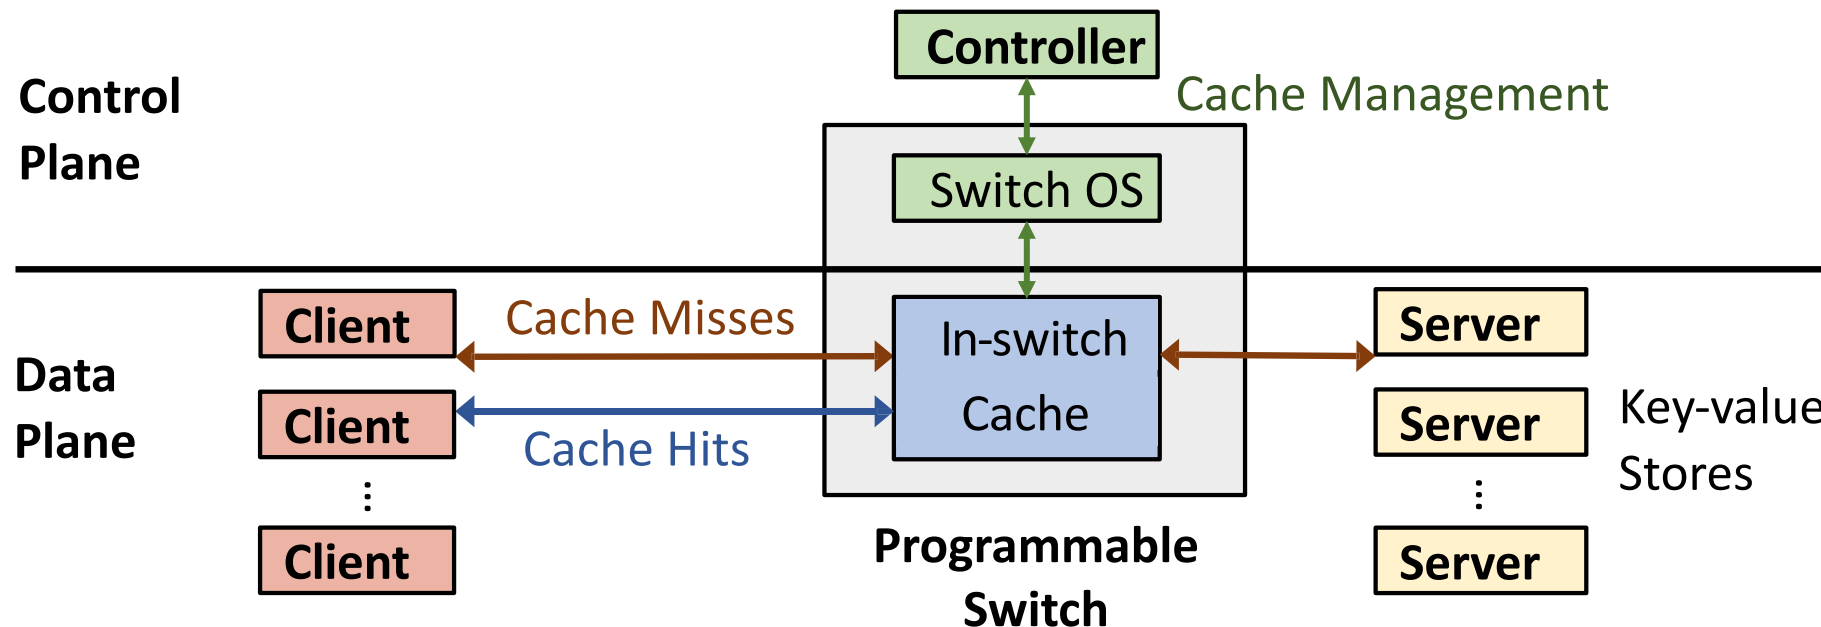 Controller
Control
Plane
Cache Management
Switch OS
Client
Cache Misses
In-switch
Cache
Server
Data
Plane
Client
Cache Hits
Server
Key-value
Stores
⋮
⋮
Client
Server
Programmable
Switch